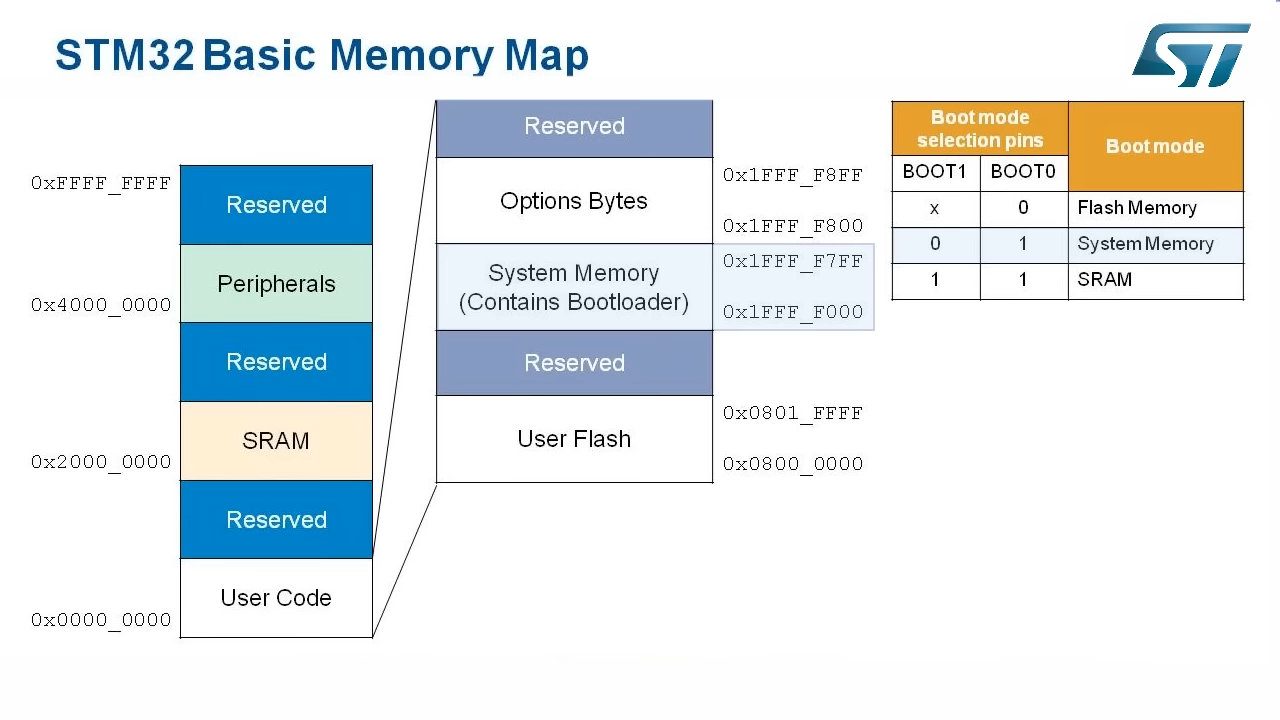 STM32 Basic Memory Map
ST
0xFFFF_FFFF
Reserved
Peripherals
0x4000_0000
Reserved
SRAM
0x2000_0000
Reserved
User Code
0x0000_0000
Reserved
Options Bytes
0x1FFF_F8FF
0x1FFF_F800
System Memory
(Contains Bootloader)
0x1FFF_F7FF
0x1FFF_F000
Reserved
User Flash
0x0801_FFFF
0x0800_0000
Boot mode
selection pins
Boot mode
BOOT1 BOOT0
x 0 Flash Memory
0 1 System Memory
1 1 SRAM